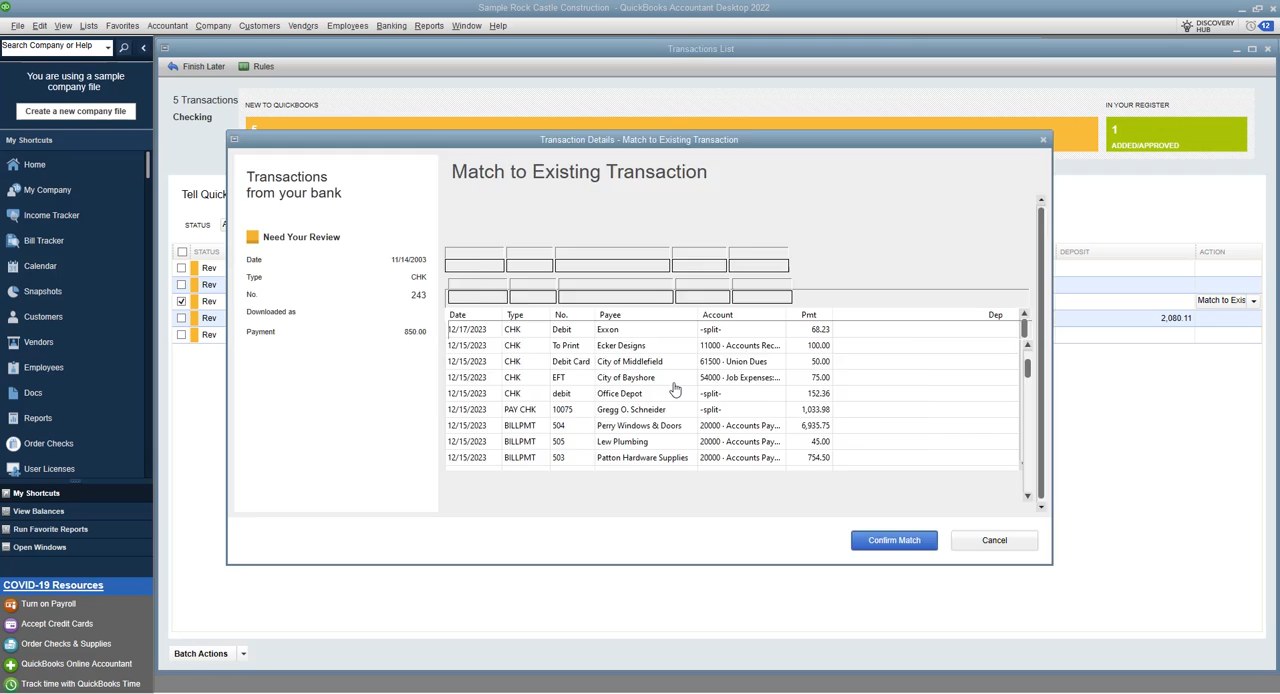 Sample Rock Castle Construction - QuickBooks Accountant Desktop 2022
File Edit View Lists Favorites Accountant Company Customers Vendors Employees Banking Reports Window Help
DISCOVERY HUB 12
Search Company or Help
Transactions List
Finish Later Rules
You are using a sample company file
Create a new company file
My Shortcuts
Home
My Company
Income Tracker
Bill Tracker
Calendar
Snapshots
Customers
Vendors
Employees
Docs
Reports
Order Checks
User Licenses
My Shortcuts
View Balances
Run Favorite Reports
Open Windows
COVID-19 Resources
Turn on Payroll
Accept Credit Cards
Order Checks & Supplies
QuickBooks Online Accountant
Track time with QuickBooks Time
5 Transactions
Checking
NEW TO QUICKBOOKS
IN YOUR REGISTER
1
ADDED/APPROVED
Tell Quick
STATUS
STATUS
DEPOSIT ACTION
Rev
Rev
Rev Match to Exis
Rev 2,080.11
Rev
Batch Actions
Transaction Details - Match to Existing Transaction
Transactions
from your bank
Need Your Review
Date 11/14/2003
Type CHK
No. 243
Downloaded as
Payment 850.00
Match to Existing Transaction
Date Type No. Payee Account Pmt Dep
12/17/2023 CHK Debit Exxon -split- 68.23
12/15/2023 CHK To Print Ecker Designs 11000 · Accounts Rec... 100.00
12/15/2023 CHK Debit Card City of Middlefield 61500 · Union Dues 50.00
12/15/2023 CHK EFT City of Bayshore 54000 · Job Expenses:... 75.00
12/15/2023 CHK debit Office Depot -split- 152.36
12/15/2023 PAY CHK 10075 Gregg O. Schneider -split- 1,033.98
12/15/2023 BILLPMT 504 Perry Windows & Doors 20000 · Accounts Pay... 6,935.75
12/15/2023 BILLPMT 505 Lew Plumbing 20000 · Accounts Pay... 45.00
12/15/2023 BILLPMT 503 Patton Hardware Supplies 20000 · Accounts Pay... 754.50
Confirm Match Cancel